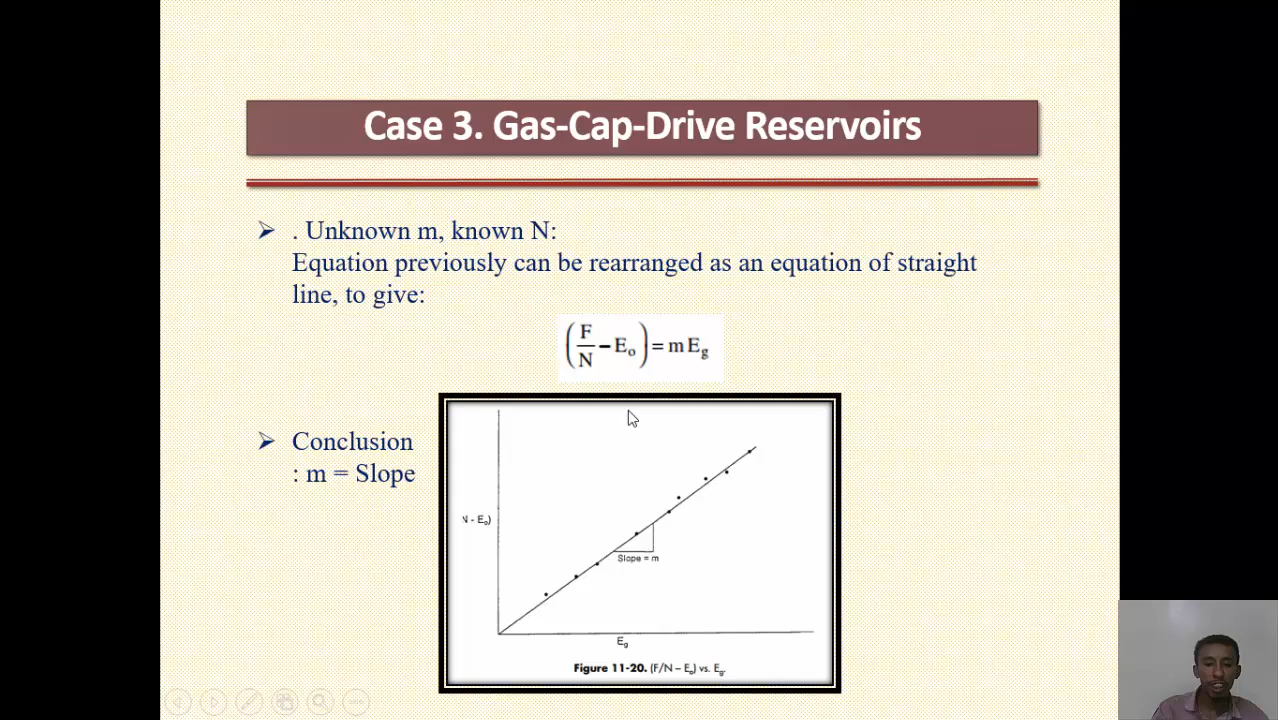 Case 3. Gas-Cap-Drive Reservoirs
. Unknown m, known N:
Equation previously can be rearranged as an equation of straight
line, to give:
(F/N − Eo) = m Eg
Conclusion
: m = Slope
N - Eo)
Slope = m
Eg
Figure 11-20. (F/N – Eo) vs. Eg.